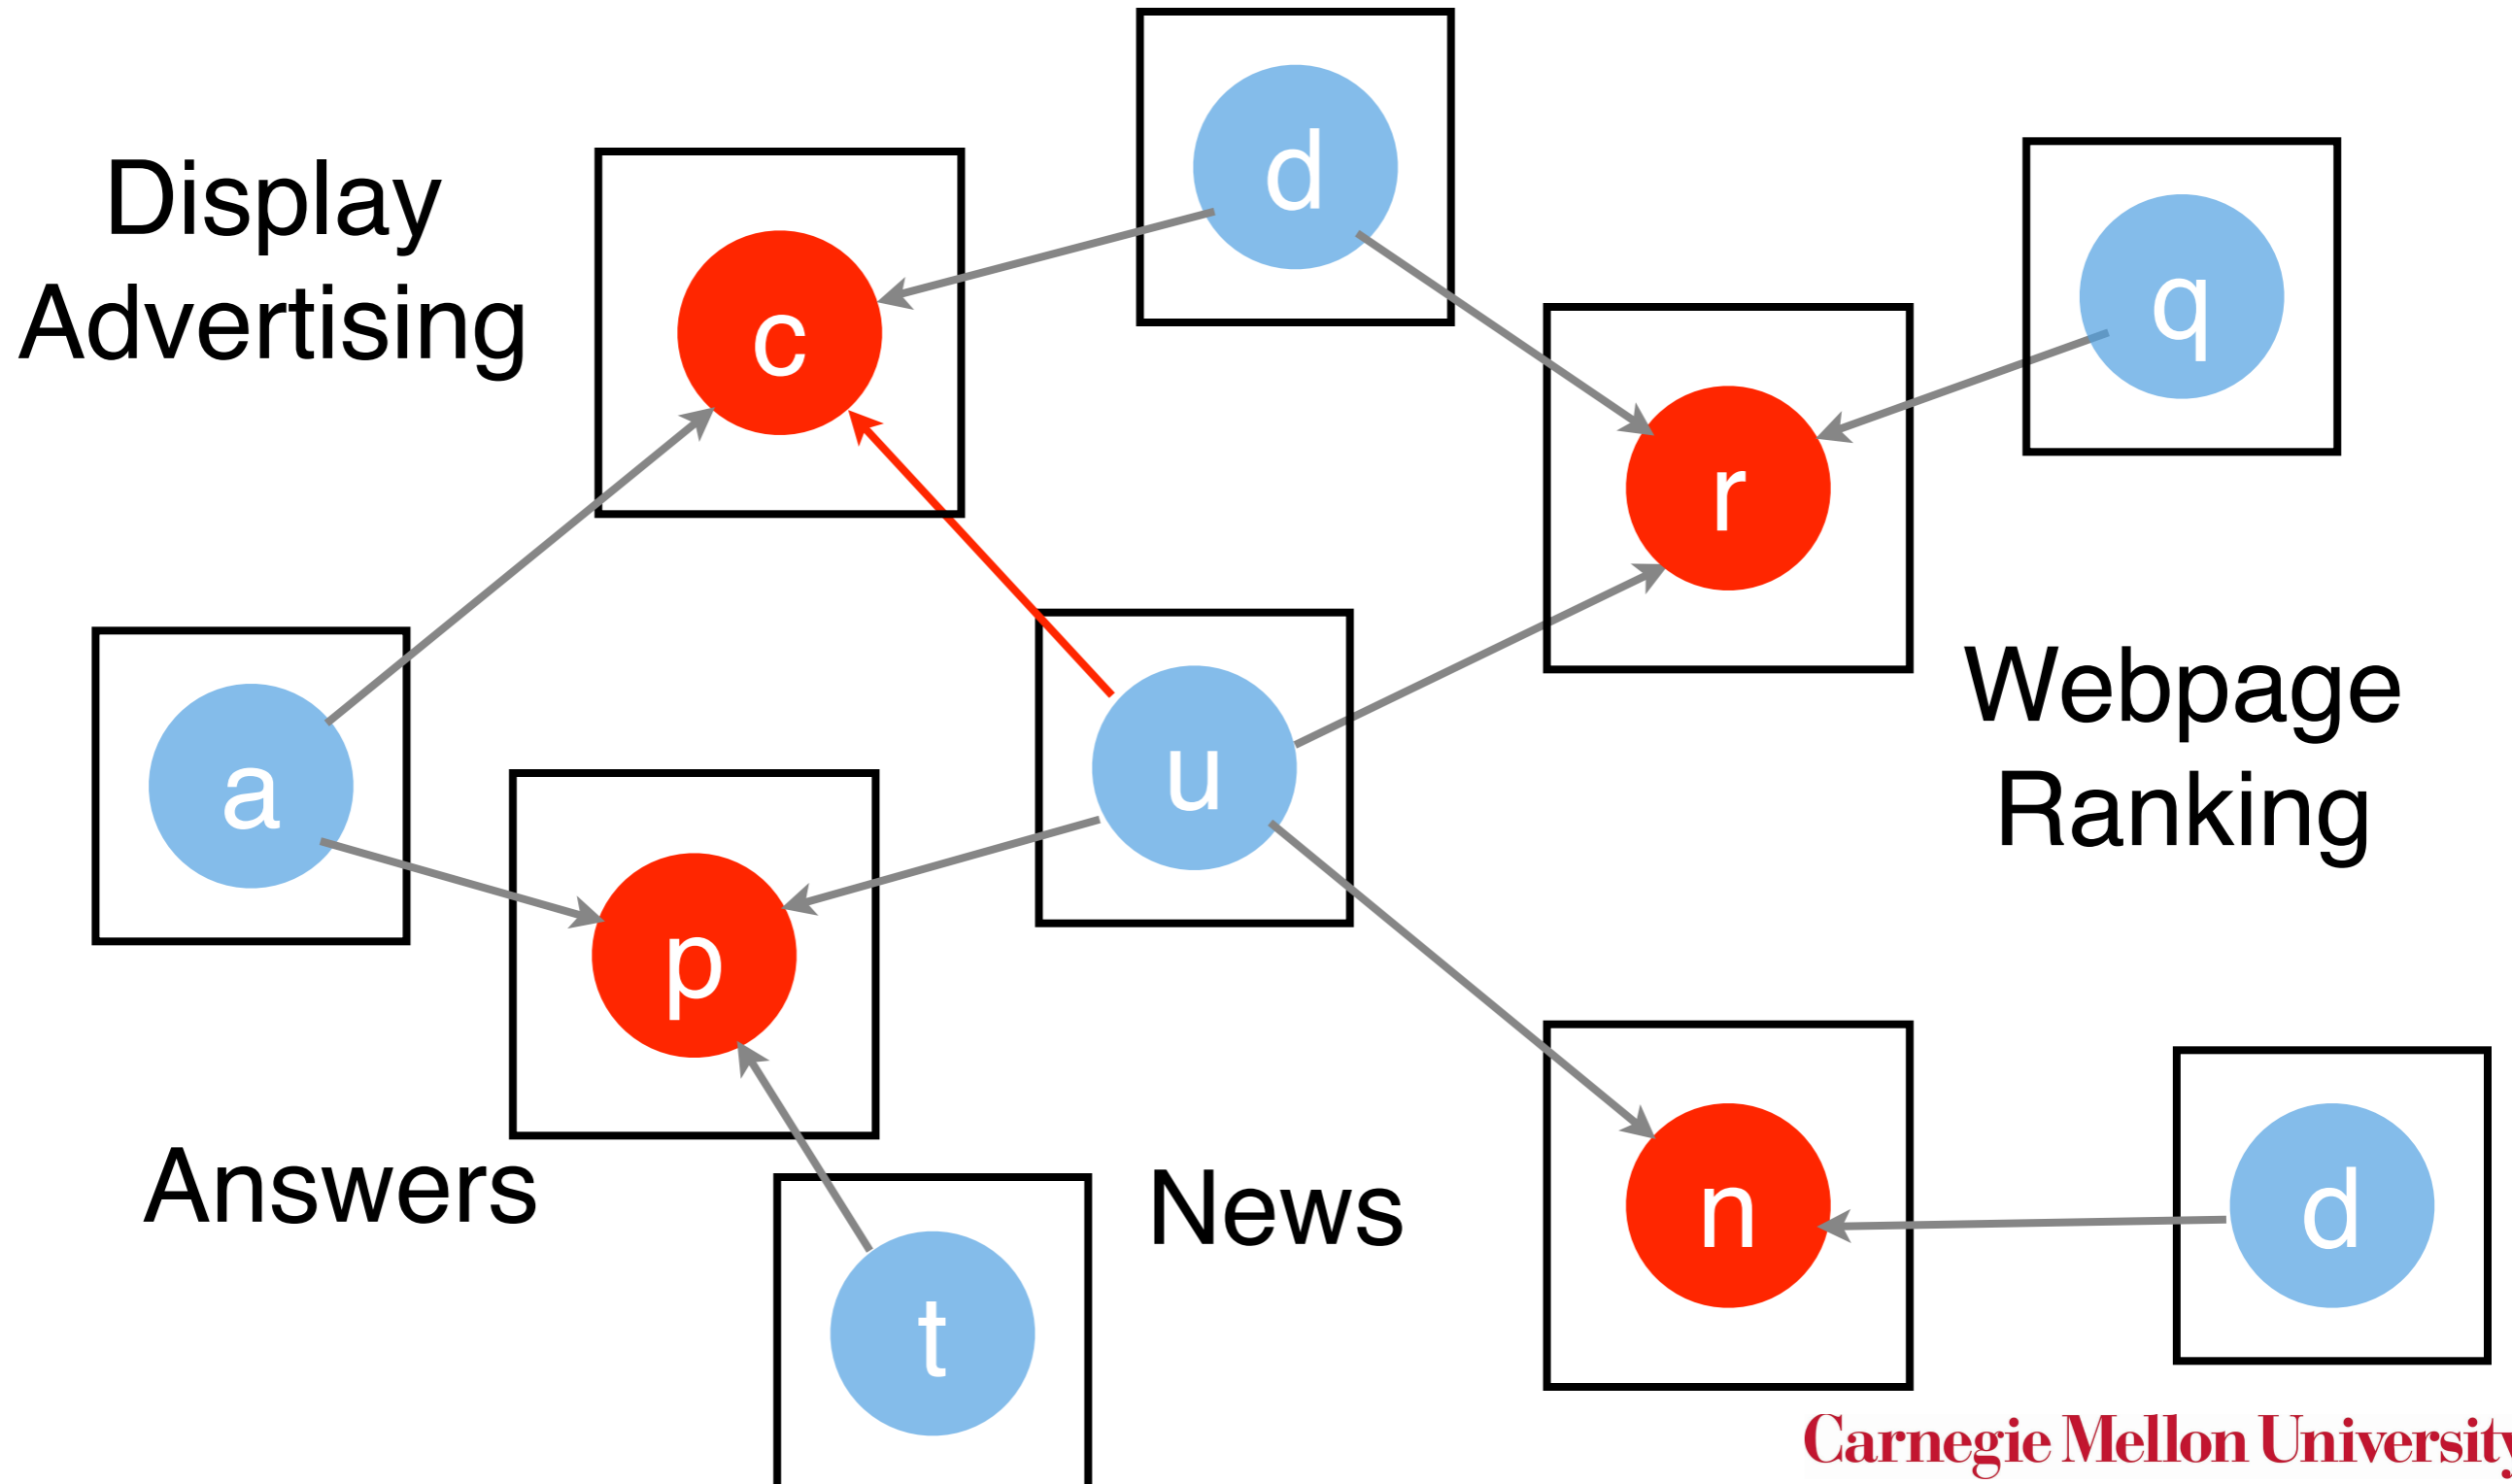 d
Display
Advertising
c
q
r
a
u
Webpage
Ranking
p
Answers
News
n
d
t
Carnegie Mellon University